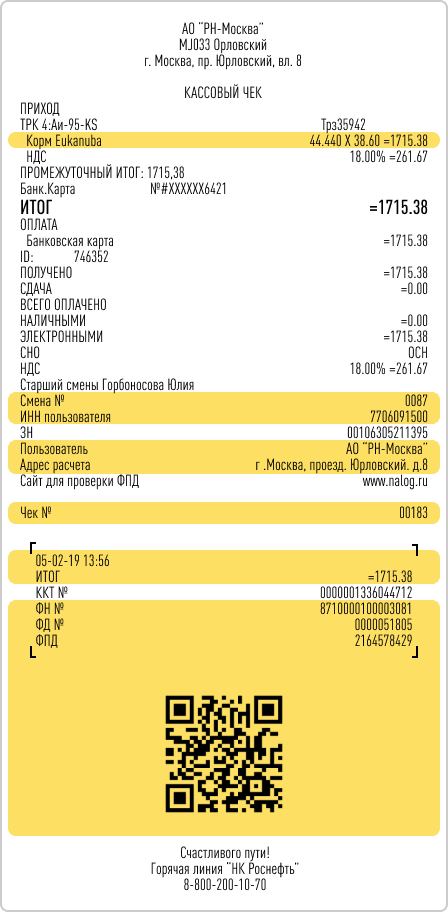 АО "РН-Москва"
MJ033 Орловский
г. Москва, пр. Юрловский, вл. 8
КАССОВЫЙ ЧЕК
ПРИХОД
ТРК 4:Аи-95-KS Трз35942
Корм Eukanuba 44.440 X 38.60 =1715.38
НДС 18.00% =261.67
ПРОМЕЖУТОЧНЫЙ ИТОГ: 1715,38
Банк.Карта №#XXXXXX6421
ИТОГ =1715.38
ОПЛАТА
Банковская карта =1715.38
ID: 746352
ПОЛУЧЕНО =1715.38
СДАЧА =0.00
ВСЕГО ОПЛАЧЕНО
НАЛИЧНЫМИ =0.00
ЭЛЕКТРОННЫМИ =1715.38
СНО ОСН
НДС 18.00% =261.67
Старший смены Горбоносова Юлия
Смена № 0087
ИНН пользователя 7706091500
ЗН 00106305211395
Пользователь АО "РН-Москва"
Адрес расчета г .Москва, проезд. Юрловский. д.8
Сайт для проверки ФПД www.nalog.ru
Чек № 00183
05-02-19 13:56
ИТОГ =1715.38
ККТ № 0000001336044712
ФН № 8710000100003081
ФД № 0000051805
ФПД 2164578429
Счастливого пути!
Горячая линия "НК Роснефть"
8-800-200-10-70